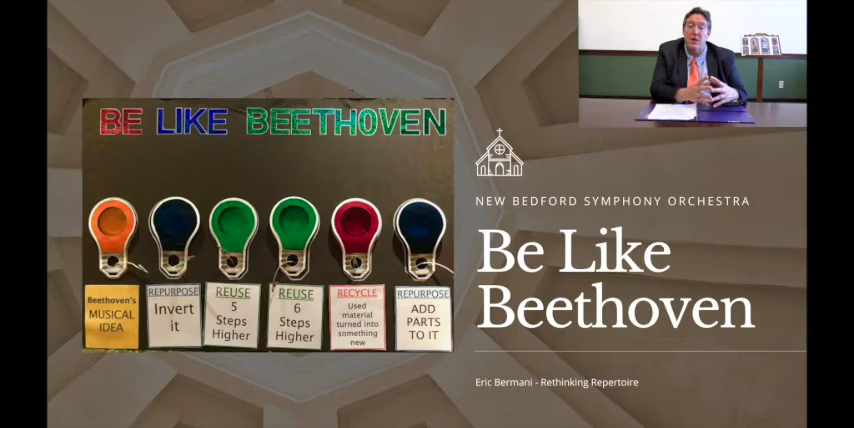 BE LIKE BEETHOVEN
Beethoven's
MUSICAL
IDEA
REPURPOSE
Invert
it
REUSE
5
Steps
Higher
REUSE
6
Steps
Higher
RECYCLE
Used
material
turned into
something
new
REPURPOSE
ADD
PARTS
TO IT
NEW BEDFORD SYMPHONY ORCHESTRA
Be Like
Beethoven
Eric Bermani - Rethinking Repertoire